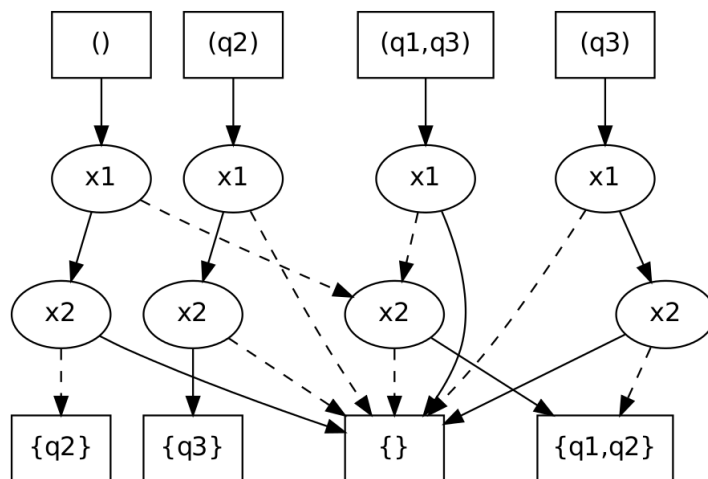 () (q2) (q1,q3) (q3)
x1 x1 x1 x1
x2 x2 x2 x2
{q2} {q3} {} {q1,q2}